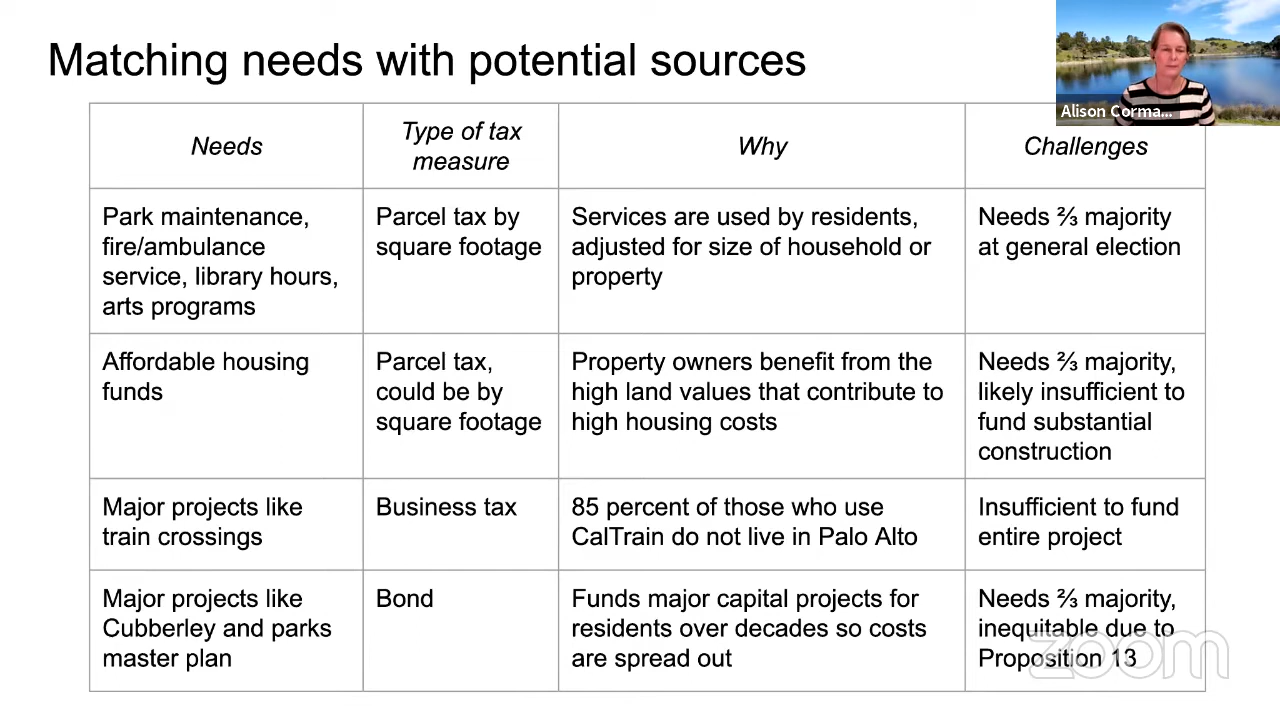 Matching needs with potential sources
Alison Corma...
Needs
Type of tax
measure
Why
Challenges
Park maintenance,
fire/ambulance
service, library hours,
arts programs
Parcel tax by
square footage
Services are used by residents,
adjusted for size of household or
property
Needs ⅔ majority
at general election
Affordable housing
funds
Parcel tax,
could be by
square footage
Property owners benefit from the
high land values that contribute to
high housing costs
Needs ⅔ majority,
likely insufficient to
fund substantial
construction
Major projects like
train crossings
Business tax
85 percent of those who use
CalTrain do not live in Palo Alto
Insufficient to fund
entire project
Major projects like
Cubberley and parks
master plan
Bond
Funds major capital projects for
residents over decades so costs
are spread out
Needs ⅔ majority,
inequitable due to
Proposition 13
zoom